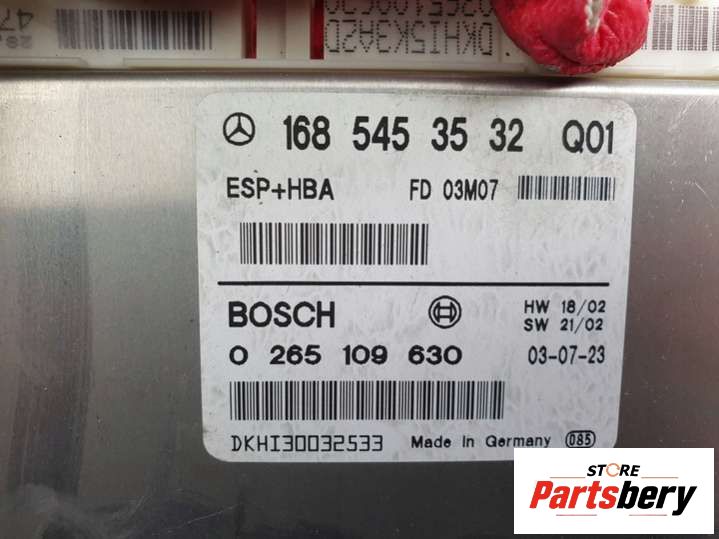 DKHI5K3A2D
168 545 35 32 Q01
ESP+HBA FD 03M07
BOSCH HW 18/02
SW 21/02
0 265 109 630 03-07-23
DKHI30032533 Made In Germany 085
STORE
Partsbery